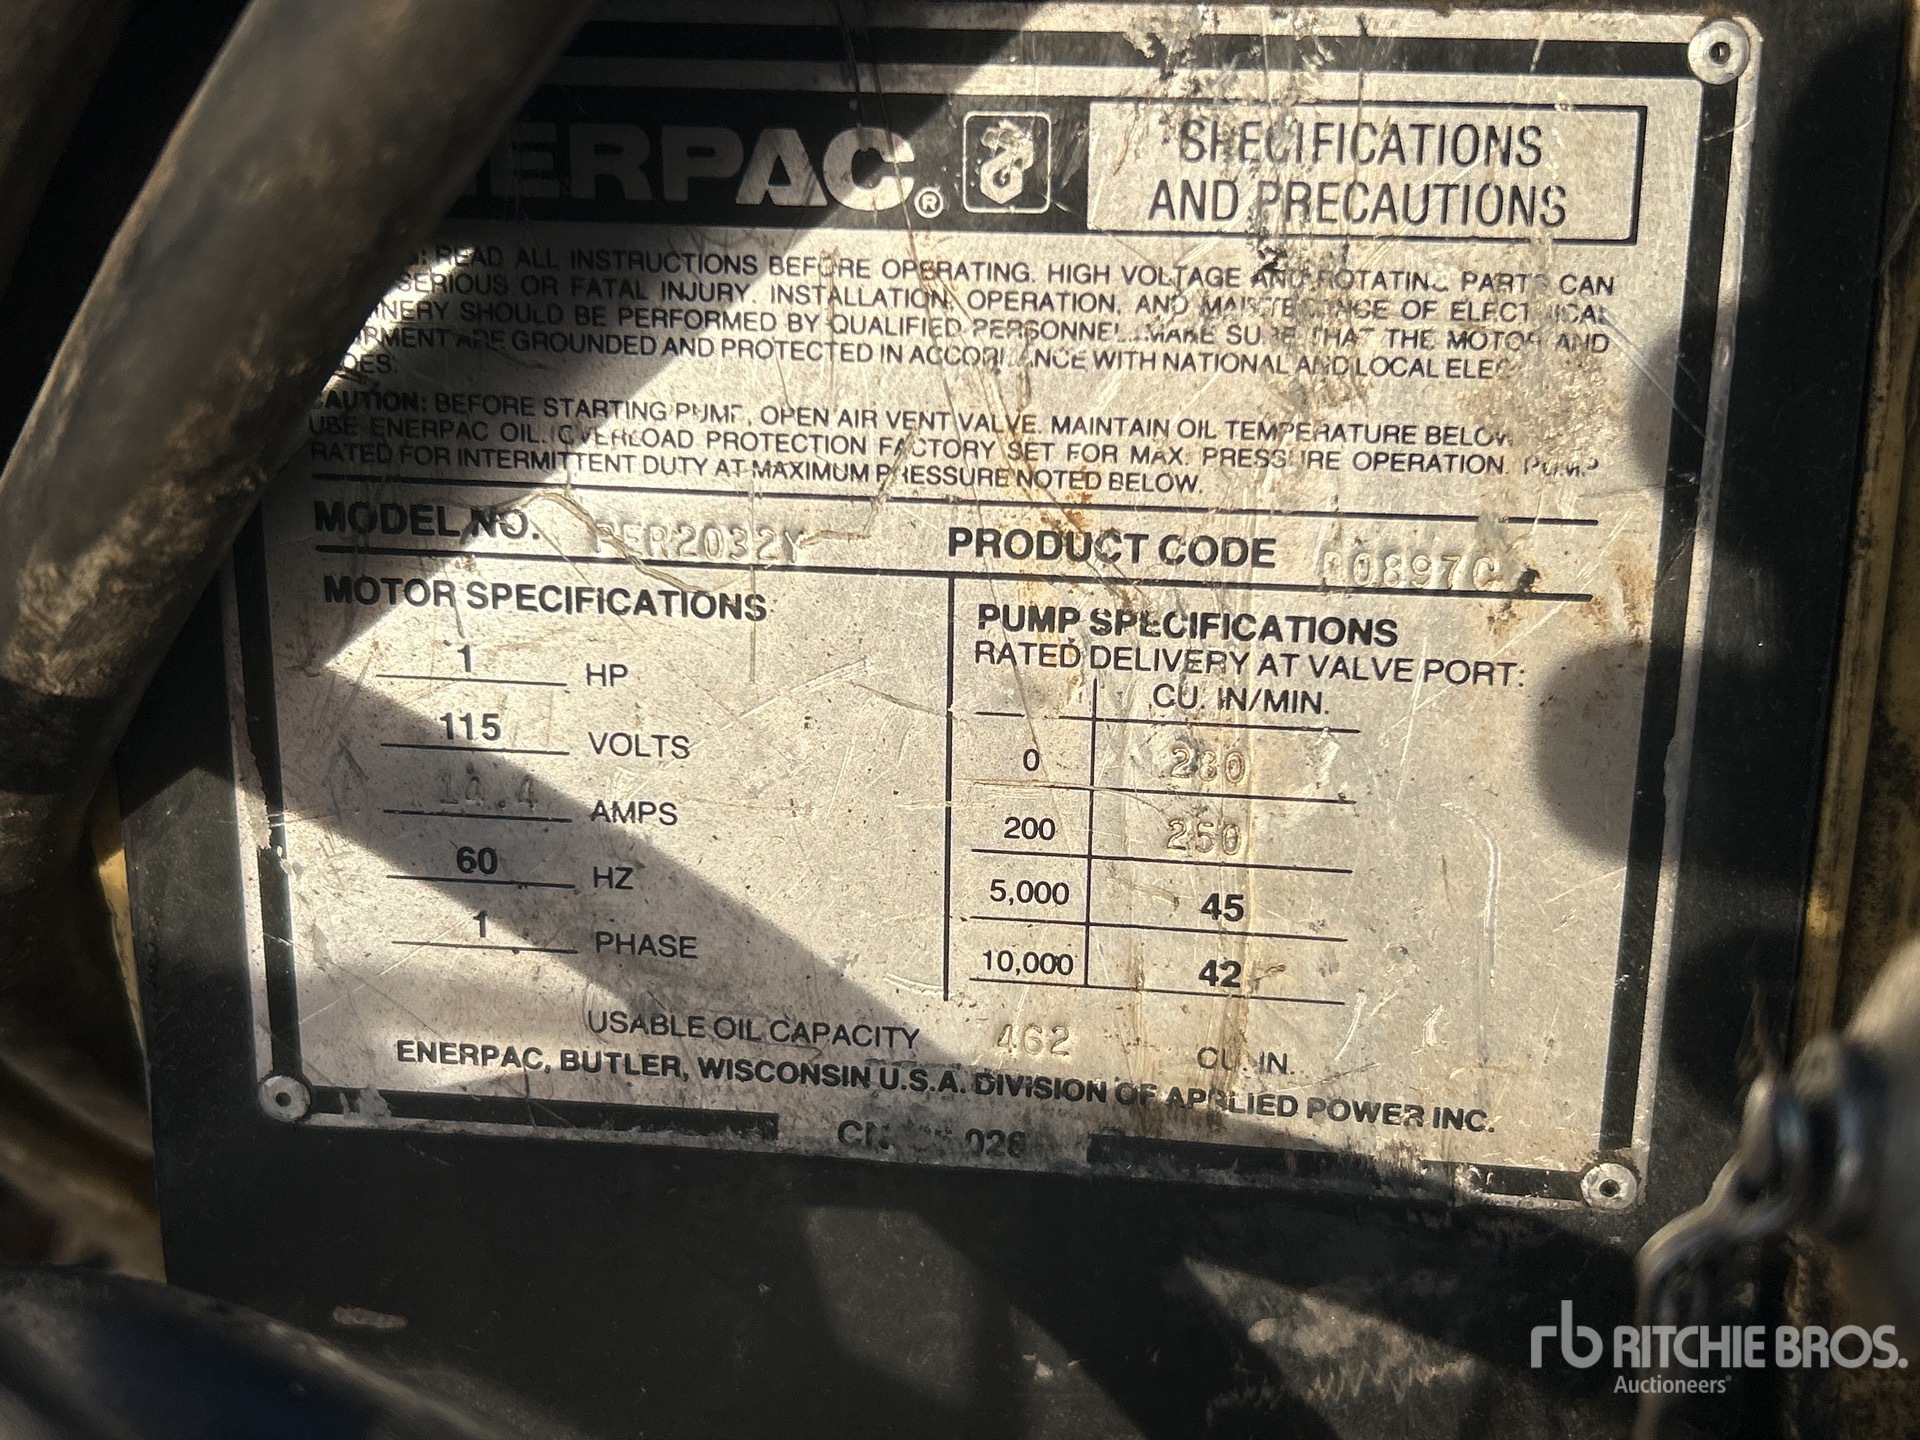 ENERPAC®
SPECIFICATIONS
AND PRECAUTIONS
READ ALL INSTRUCTIONS BEFORE OPERATING. HIGH VOLTAGE AND ROTATING PARTS CAN
SERIOUS OR FATAL INJURY. INSTALLATION, OPERATION, AND MAINTENANCE OF ELECTRICAL
SHOULD BE PERFORMED BY QUALIFIED PERSONNEL. MAKE SURE THAT THE MOTOR AND
ARE GROUNDED AND PROTECTED IN ACCORDANCE WITH NATIONAL AND LOCAL
CAUTION: BEFORE STARTING PUMP, OPEN AIR VENT VALVE. MAINTAIN OIL TEMPERATURE BELOW
USE ENERPAC OIL. OVERLOAD PROTECTION FACTORY SET FOR MAX. PRESSURE OPERATION. PUMP
RATED FOR INTERMITTENT DUTY AT MAXIMUM PRESSURE NOTED BELOW.
MODEL NO. PER2032Y PRODUCT CODE
MOTOR SPECIFICATIONS
1 HP
115 VOLTS
AMPS
60 HZ
1 PHASE
PUMP SPECIFICATIONS
RATED DELIVERY AT VALVE PORT:
CU. IN/MIN.
0 280
200 250
5,000 45
10,000 42
USABLE OIL CAPACITY 462 CU. IN.
ENERPAC, BUTLER, WISCONSIN U.S.A. DIVISION OF APPLIED POWER INC.
026
rb RITCHIE BROS.
Auctioneers